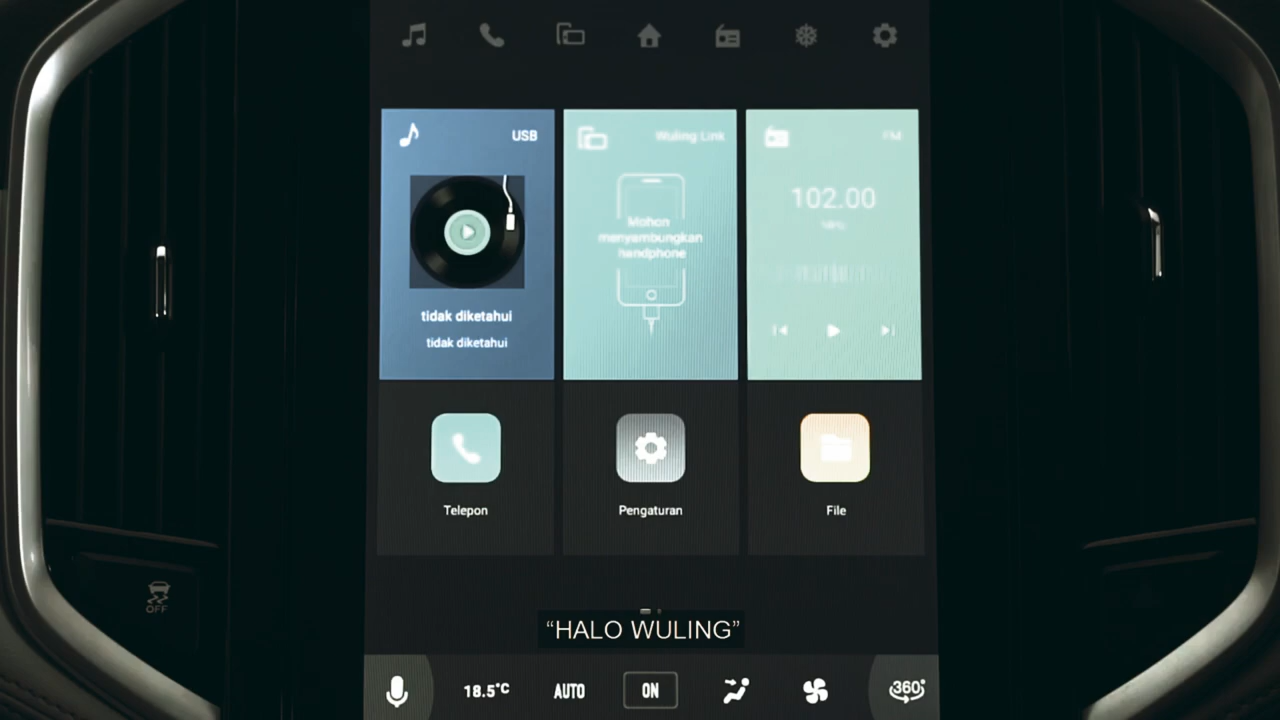 USB
Wuling Link
FM
102.00
MHz
Mohon
menyambungkan
handphone
tidak diketahui
tidak diketahui
Telepon
Pengaturan
File
OFF
“HALO WULING”
18.5°C
AUTO
ON
360°